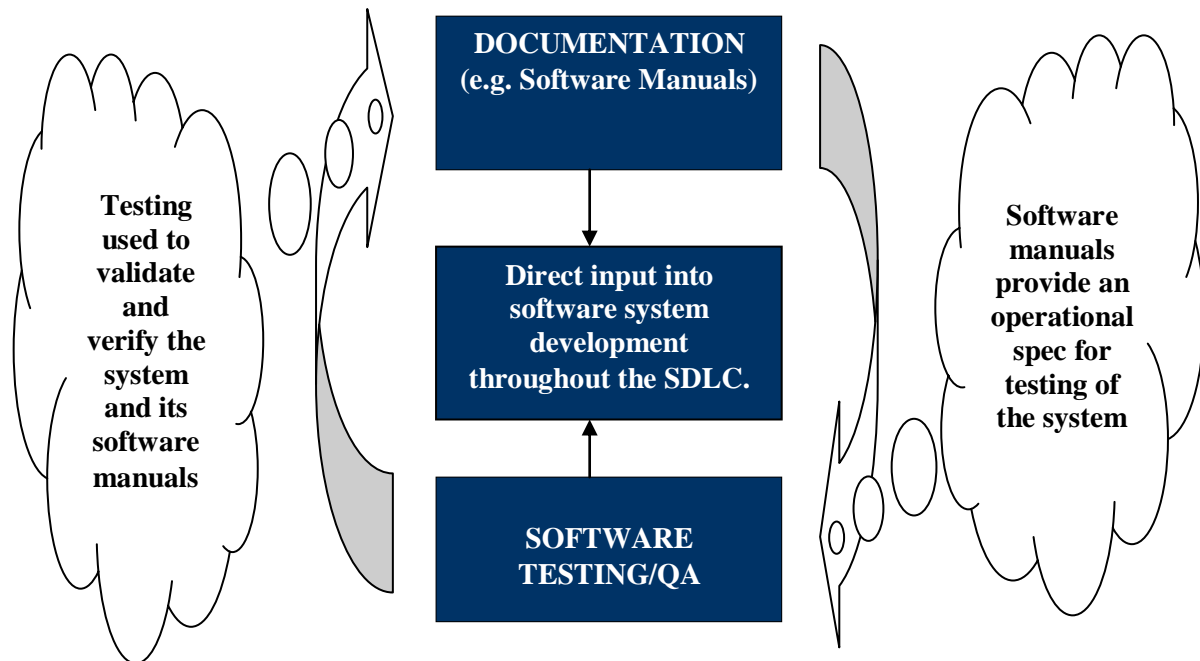 DOCUMENTATION
(e.g. Software Manuals)
Testing
used to
validate
and
verify the
system
and its
software
manuals
Direct input into
software system
development
throughout the SDLC.
Software
manuals
provide an
operational
spec for
testing of
the system
SOFTWARE
TESTING/QA